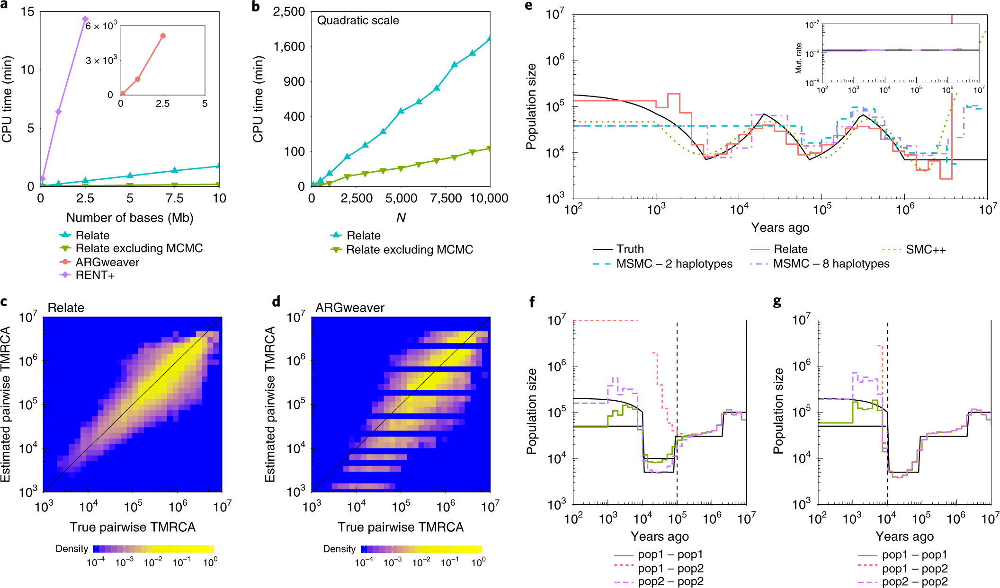 a
15
10
5
0
CPU time (min)
0 2.5 5 7.5 10
Number of bases (Mb)
6 × 10³
3 × 10³
0
0 2.5 5
Relate
Relate excluding MCMC
ARGweaver
RENT+
b
Quadratic scale
2,500
1,600
900
400
100
0
CPU time (min)
0 2,500 5,000 7,500 10,000
N
Relate
Relate excluding MCMC
e
10⁷
10⁶
10⁵
10⁴
10³
Population size
10² 10³ 10⁴ 10⁵ 10⁶ 10⁷
Years ago
10⁻⁷
10⁻⁸
10⁻⁹
Mut. rate
10² 10³ 10⁴ 10⁵ 10⁶ 10⁷
Truth Relate SMC++
MSMC – 2 haplotypes MSMC – 8 haplotypes
c
Relate
10⁷
10⁶
10⁵
10⁴
10³
Estimated pairwise TMRCA
10³ 10⁴ 10⁵ 10⁶ 10⁷
True pairwise TMRCA
Density
10⁻⁴ 10⁻³ 10⁻² 10⁻¹ 10⁰
d
ARGweaver
10⁷
10⁶
10⁵
10⁴
10³
Estimated pairwise TMRCA
10³ 10⁴ 10⁵ 10⁶ 10⁷
True pairwise TMRCA
Density
10⁻⁴ 10⁻³ 10⁻² 10⁻¹ 10⁰
f
10⁷
10⁶
10⁵
10⁴
10³
Population size
10² 10³ 10⁴ 10⁵ 10⁶ 10⁷
Years ago
pop1 – pop1
pop1 – pop2
pop2 – pop2
g
10⁷
10⁶
10⁵
10⁴
10³
Population size
10² 10³ 10⁴ 10⁵ 10⁶ 10⁷
Years ago
pop1 – pop1
pop1 – pop2
pop2 – pop2